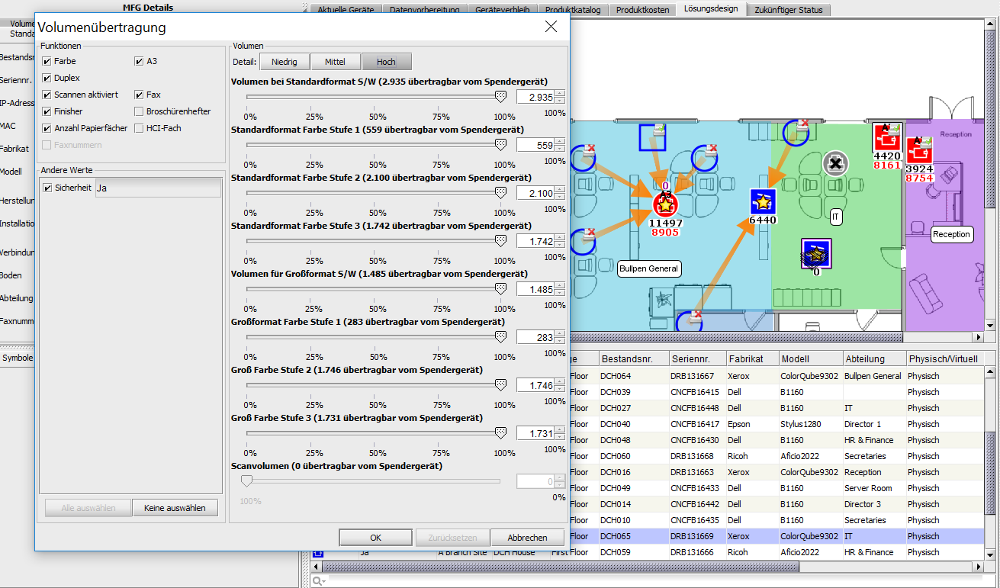 MFG Details
Aktuelle Geräte
Datenvorbereitung
Geräteverbleib
Produktkatalog
Produktkosten
Lösungsdesign
Zukünftiger Status
Volumenübertragung
Funktionen
Farbe
A3
Duplex
Scannen aktiviert
Fax
Finisher
Broschürenhefter
Anzahl Papierfächer
HCI-Fach
Faxnummern
Andere Werte
Sicherheit Ja
Alle auswählen
Keine auswählen
Volumen
Detail: Niedrig Mittel Hoch
Volumen bei Standardformat S/W (2.935 übertragbar vom Spendergerät)
2.935
0% 25% 50% 75% 100% 100%
Standardformat Farbe Stufe 1 (559 übertragbar vom Spendergerät)
559
0% 25% 50% 75% 100% 100%
Standardformat Farbe Stufe 2 (2.100 übertragbar vom Spendergerät)
2.100
0% 25% 50% 75% 100% 100%
Standardformat Farbe Stufe 3 (1.742 übertragbar vom Spendergerät)
1.742
0% 25% 50% 75% 100% 100%
Volumen für Großformat S/W (1.485 übertragbar vom Spendergerät)
1.485
0% 25% 50% 75% 100% 100%
Großformat Farbe Stufe 1 (283 übertragbar vom Spendergerät)
283
0% 25% 50% 75% 100% 100%
Groß Farbe Stufe 2 (1.746 übertragbar vom Spendergerät)
1.746
0% 25% 50% 75% 100% 100%
Groß Farbe Stufe 3 (1.731 übertragbar vom Spendergerät)
1.731
0% 25% 50% 75% 100% 100%
Scanvolumen (0 übertragbar vom Spendergerät)
0
100% 0%
OK
Zurücksetzen
Abbrechen
Volume
Standa
Bestandsnr
Seriennr.
IP-Adress
MAC
Fabrikat
Modell
Herstellun
Installatio
Verbindun
Boden
Abteilung
Faxnumm
Symbole
0
A3
11497
8905
6440
4420
8161
3924
8754
0
IT
Bullpen General
Reception
Reception
ge Bestandsnr. Seriennr. Fabrikat Modell Abteilung Physisch/Virtuell
Floor DCH064 DRB131667 Xerox ColorQube9302 Bullpen General Physisch
Floor DCH039 CNCFB16415 Dell B1160 Physisch
Floor DCH027 CNCFB16448 Dell B1160 IT Physisch
Floor DCH040 CNCFB16417 Epson Stylus1280 Director 1 Physisch
Floor DCH048 CNCFB16430 Dell B1160 HR & Finance Physisch
Floor DCH060 DRB131668 Ricoh Aficio2022 Secretaries Physisch
Floor DCH016 DRB131663 Xerox ColorQube9302 Reception Physisch
Floor DCH049 CNCFB16433 Dell B1160 Server Room Physisch
Floor DCH014 CNCFB16442 Dell B1160 Director 3 Physisch
Floor DCH010 CNCFB16435 Dell B1160 Secretaries Physisch
Floor DCH065 DRB131669 Xerox ColorQube9302 IT Physisch
Ja A Branch Site DCH House First Floor DCH059 DRB131666 Ricoh Aficio2022 HR & Finance Physisch